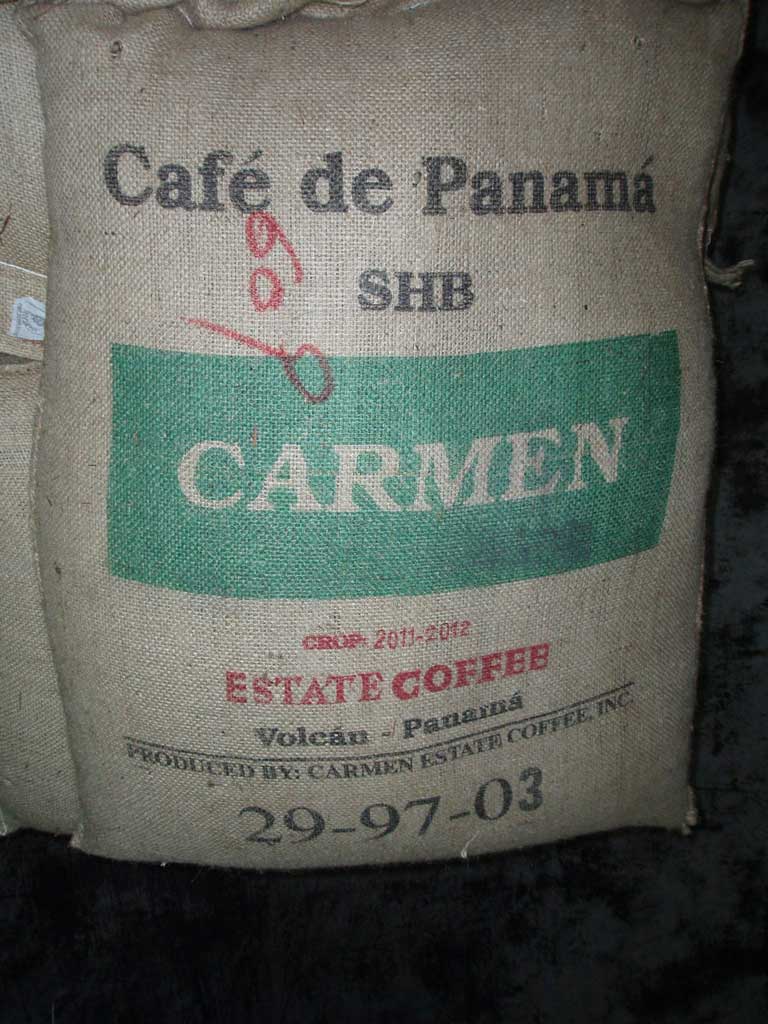 Café de Panamá
SHB
CARMEN
CROP: 2011-2012
ESTATE COFFEE
Volcán - Panamá
PRODUCED BY: CARMEN ESTATE COFFEE, INC.
29-97-03